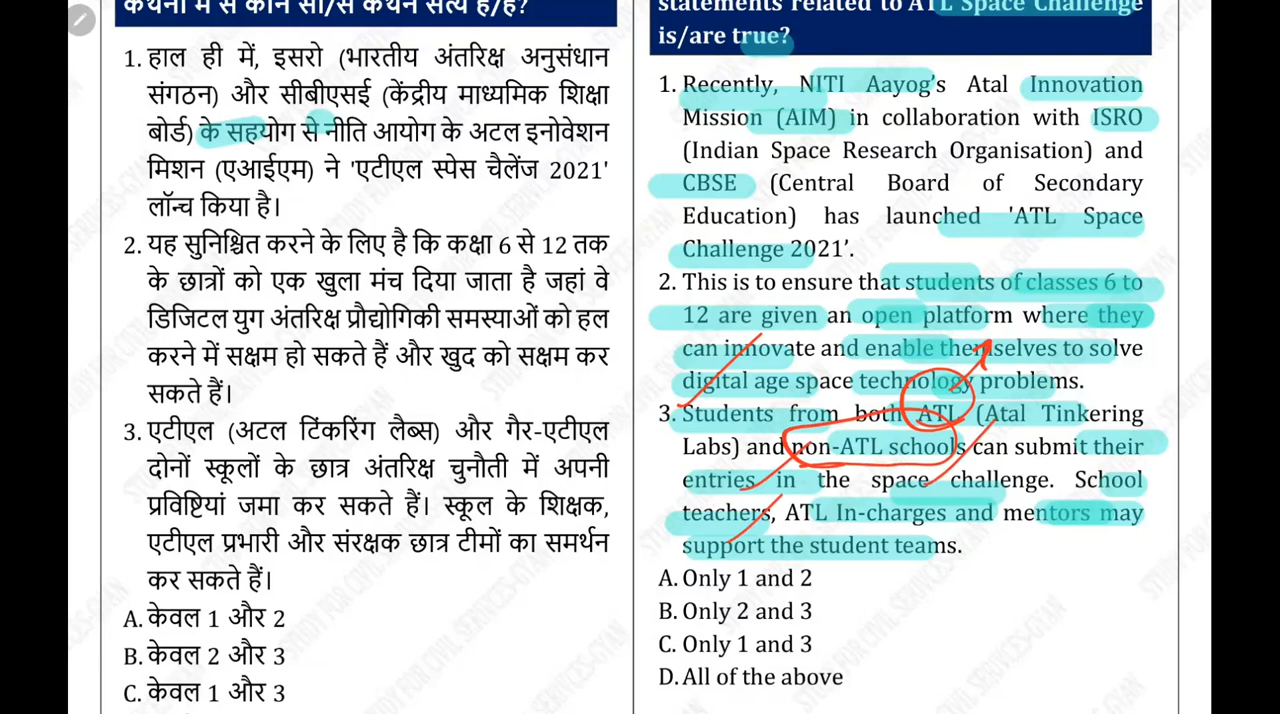 कथनों में से कौन सा/से कथन सत्य है/हैं?
1. हाल ही में, इसरो (भारतीय अंतरिक्ष अनुसंधान
संगठन) और सीबीएसई (केंद्रीय माध्यमिक शिक्षा
बोर्ड) के सहयोग से नीति आयोग के अटल इनोवेशन
मिशन (एआईएम) ने 'एटीएल स्पेस चैलेंज 2021'
लॉन्च किया है।
2. यह सुनिश्चित करने के लिए है कि कक्षा 6 से 12 तक
के छात्रों को एक खुला मंच दिया जाता है जहां वे
डिजिटल युग अंतरिक्ष प्रौद्योगिकी समस्याओं को हल
करने में सक्षम हो सकते हैं और खुद को सक्षम कर
सकते हैं।
3. एटीएल (अटल टिंकरिंग लैब्स) और गैर-एटीएल
दोनों स्कूलों के छात्र अंतरिक्ष चुनौती में अपनी
प्रविष्टियां जमा कर सकते हैं। स्कूल के शिक्षक,
एटीएल प्रभारी और संरक्षक छात्र टीमों का समर्थन
कर सकते हैं।
A. केवल 1 और 2
B. केवल 2 और 3
C. केवल 1 और 3
statements related to ATL Space Challenge
is/are true?
1. Recently, NITI Aayog's Atal Innovation
Mission (AIM) in collaboration with ISRO
(Indian Space Research Organisation) and
CBSE (Central Board of Secondary
Education) has launched 'ATL Space
Challenge 2021'.
2. This is to ensure that students of classes 6 to
12 are given an open platform where they
can innovate and enable themselves to solve
digital age space technology problems.
3. Students from both ATL (Atal Tinkering
Labs) and non-ATL schools can submit their
entries in the space challenge. School
teachers, ATL In-charges and mentors may
support the student teams.
A. Only 1 and 2
B. Only 2 and 3
C. Only 1 and 3
D. All of the above